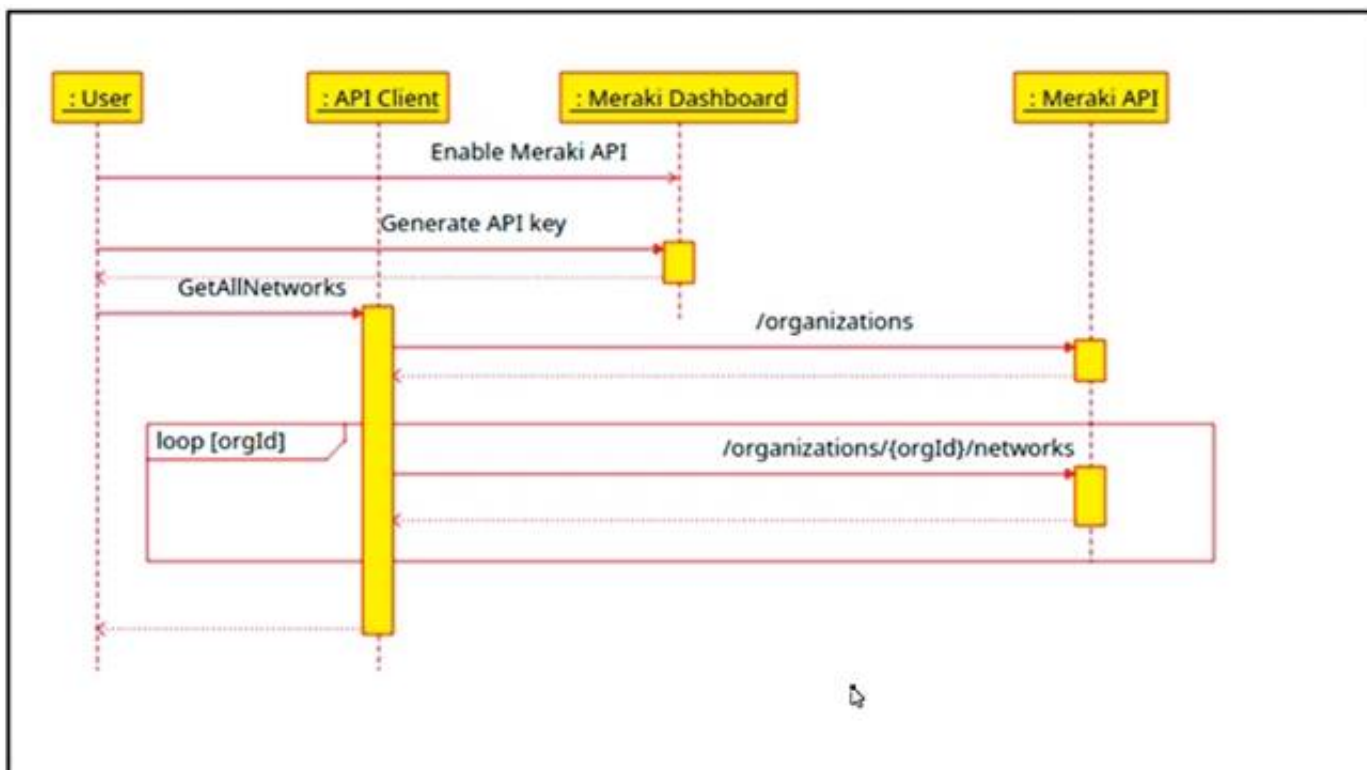 : User
: API Client
: Meraki Dashboard
: Meraki API
Enable Meraki API
Generate API key
GetAllNetworks
/organizations
loop [orgId]
/organizations/{orgId}/networks